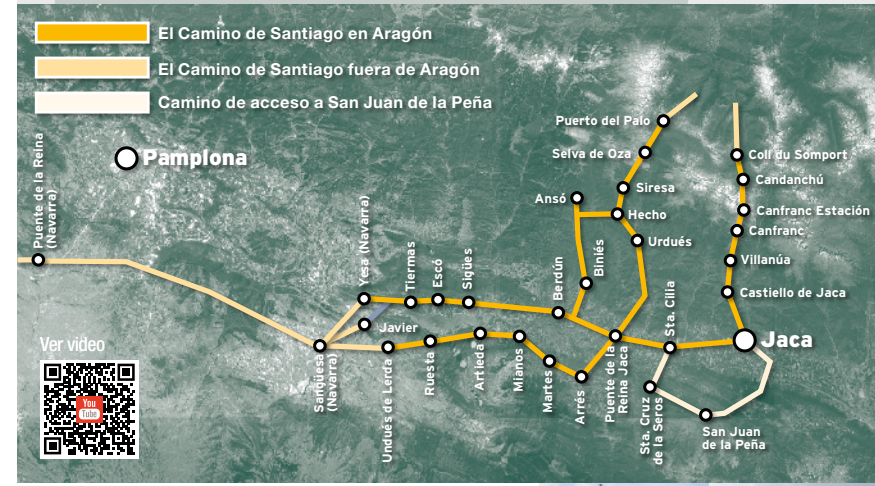 El Camino de Santiago en Aragón
El Camino de Santiago fuera de Aragón
Camino de acceso a San Juan de la Peña
Pamplona
Puente de la Reina
(Navarra)
Puerto del Palo
Selva de Oza
Siresa
Ansó
Hecho
Urdués
Coll du Somport
Candanchú
Canfranc Estación
Canfranc
Villanúa
Castiello de Jaca
Jaca
Yesa (Navarra)
Tiermas
Escó
Sigües
Berdún
Biniés
Sta. Cilia
Javier
Sangüesa
(Navarra)
Undués de Lerda
Ruesta
Artieda
Mianos
Martes
Arrés
Puente de la
Reina Jaca
Sta. Cruz
de la Seros
San Juan
de la Peña
Ver video
You
Tube